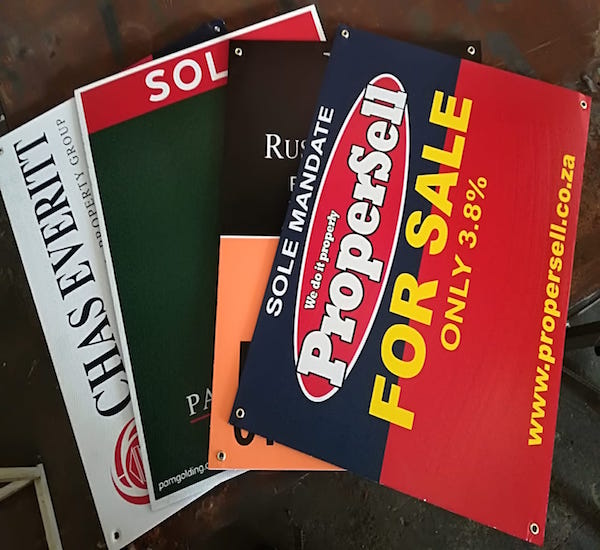 CHAS EVERITT
PROPERTY GROUP
SOL
PA
pamgolding.c
RUS
SOLE MANDATE
We do it properly
PROPERSell
FOR SALE
ONLY 3.8%
www.propersell.co.za